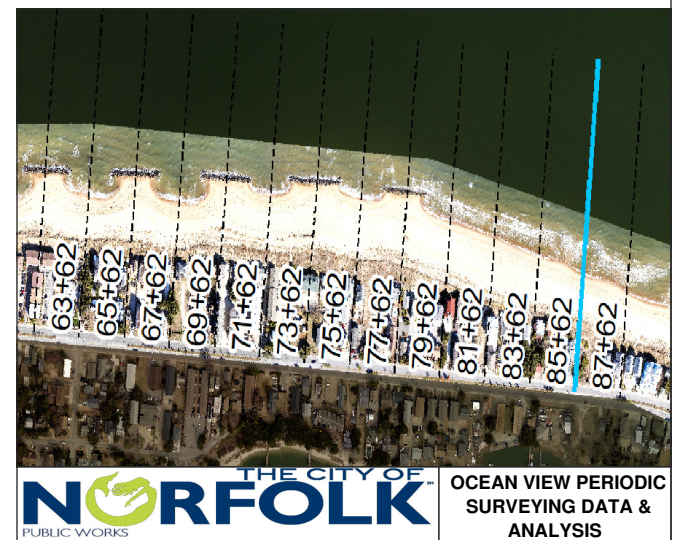 63+62
65+62
67+62
69+62
71+62
73+62
75+62
77+62
79+62
81+62
83+62
85+62
87+62
THE CITY OF
NORFOLK
SM
PUBLIC WORKS
OCEAN VIEW PERIODIC
SURVEYING DATA &
ANALYSIS